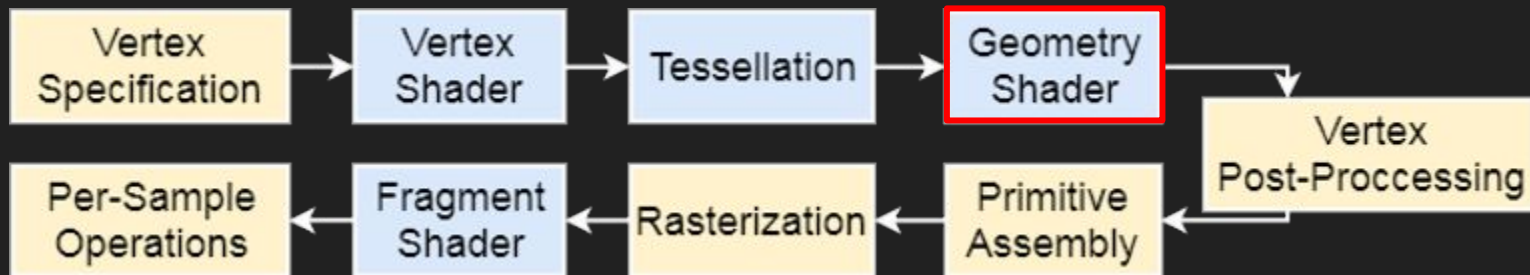 Vertex
Specification
Vertex
Shader
Tessellation
Geometry
Shader
Vertex
Post-Proccessing
Primitive
Assembly
Rasterization
Fragment
Shader
Per-Sample
Operations